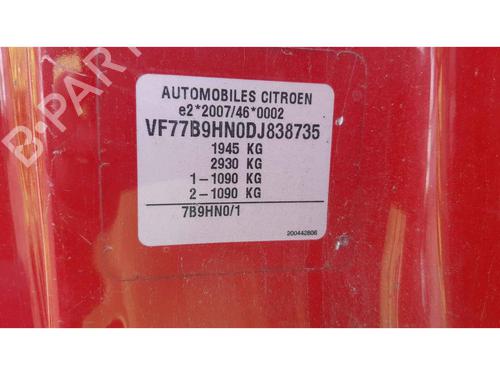 B-PARTS
AUTOMOBILES CITROEN
e2*2007/46*0002
VF77B9HN0DJ838735
1945 KG
2930 KG
1-1090 KG
2-1090 KG
7B9HN0/1
200442806